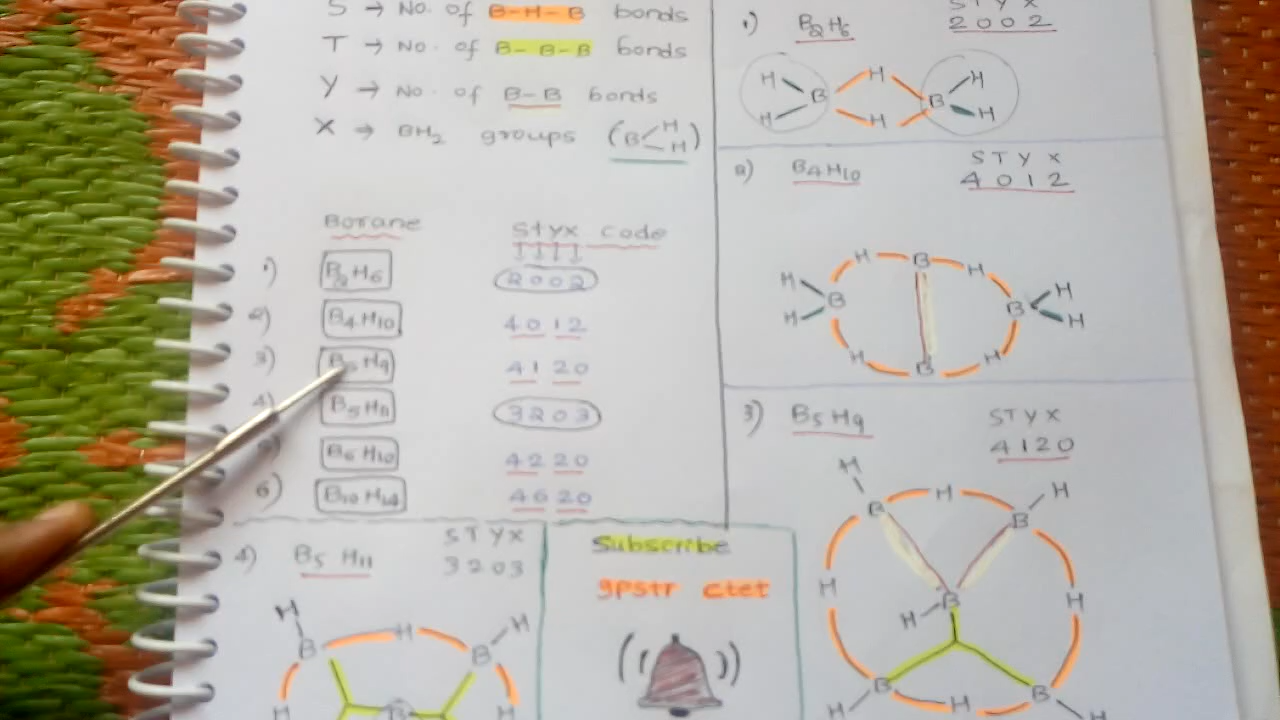 S → No. of B-H-B bonds
T → No. of B-B-B bonds
Y → No. of B-B bonds
X → BH2 groups (B H H)
Borane Styx code
1) B2H6 2002
2) B4H10 4012
3) B5H9 4120
4) B5H11 3203
5) B6H10 4220
6) B10H14 4620
1) B2H6 STYX
2002
H H B H H B H H
2) B4H10 STYX
4012
H B H
H H B B H H
H B H
3) B5H9 STYX
4120
H H
B H B
H B H H
B H B
H H
4) B5H11 STYX
3203
H H H
B B
H B H
Subscribe
gpstr ctet